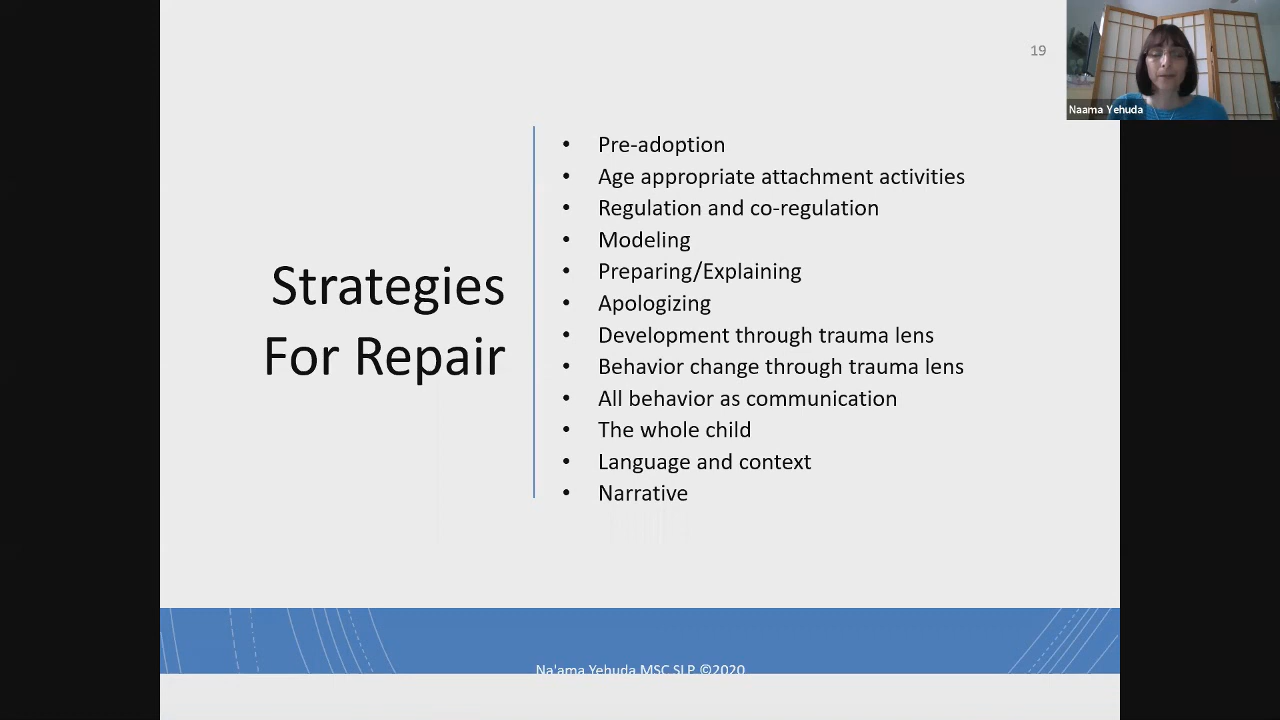 19
Naama Yehuda
Strategies
For Repair
• Pre-adoption
• Age appropriate attachment activities
• Regulation and co-regulation
• Modeling
• Preparing/Explaining
• Apologizing
• Development through trauma lens
• Behavior change through trauma lens
• All behavior as communication
• The whole child
• Language and context
• Narrative
Na'ama Yehuda MSC SLP ©2020